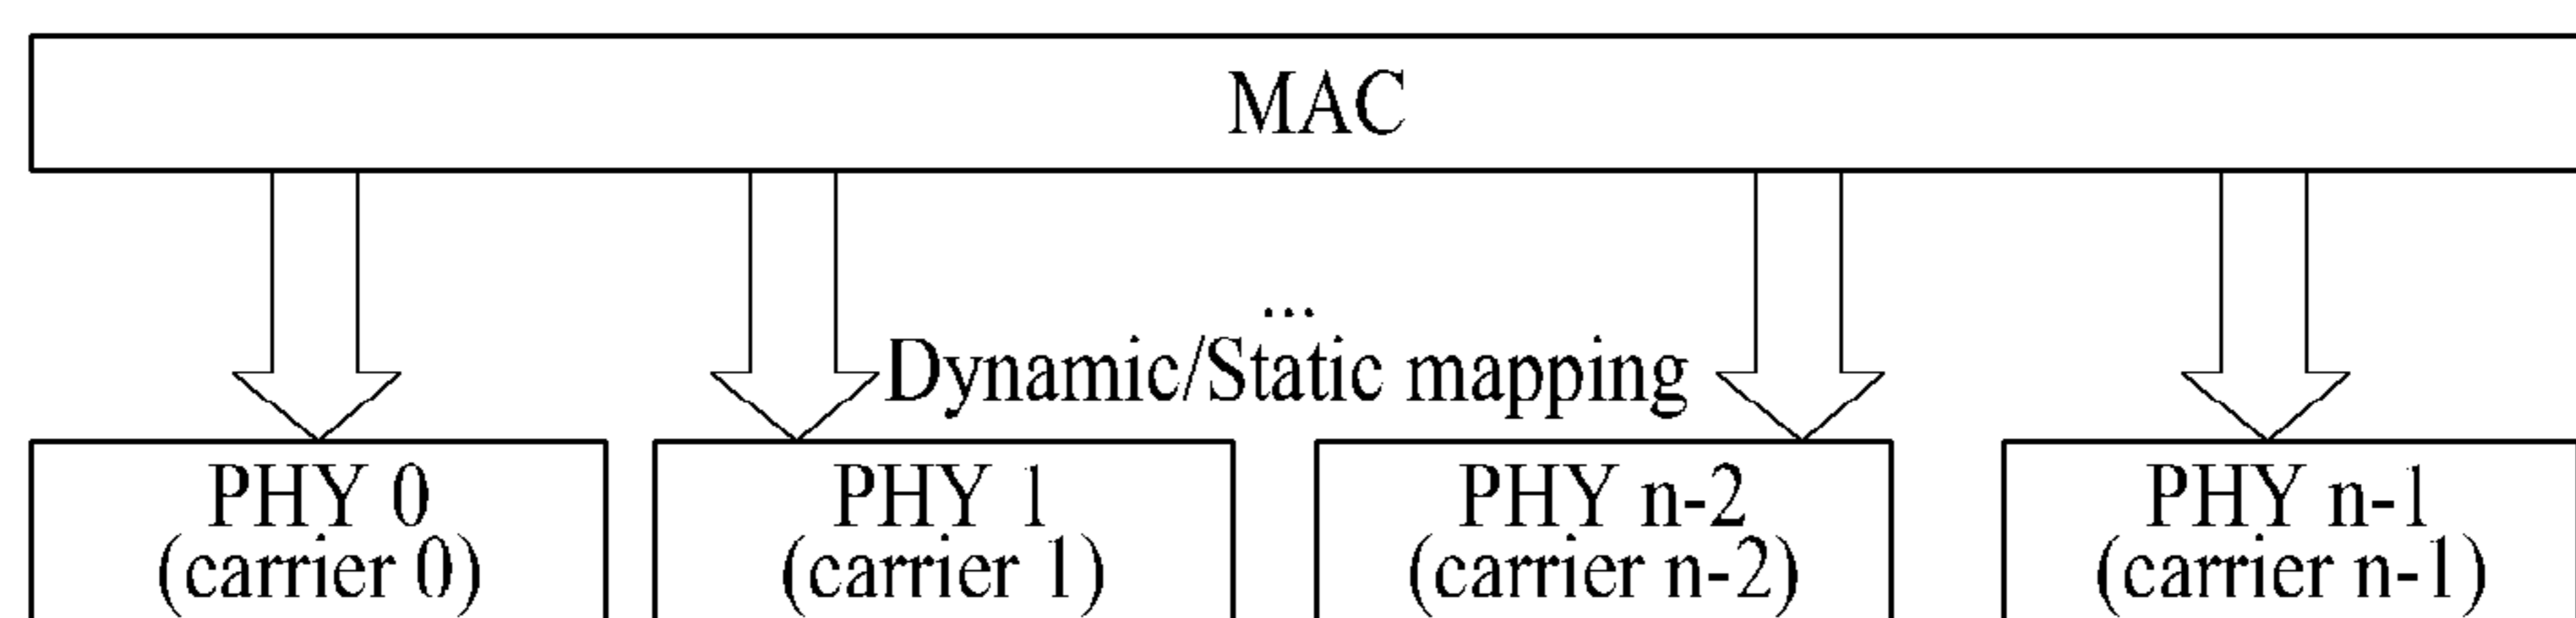 MAC
...
Dynamic/Static mapping
PHY 0
(carrier 0)
PHY 1
(carrier 1)
PHY n-2
(carrier n-2)
PHY n-1
(carrier n-1)